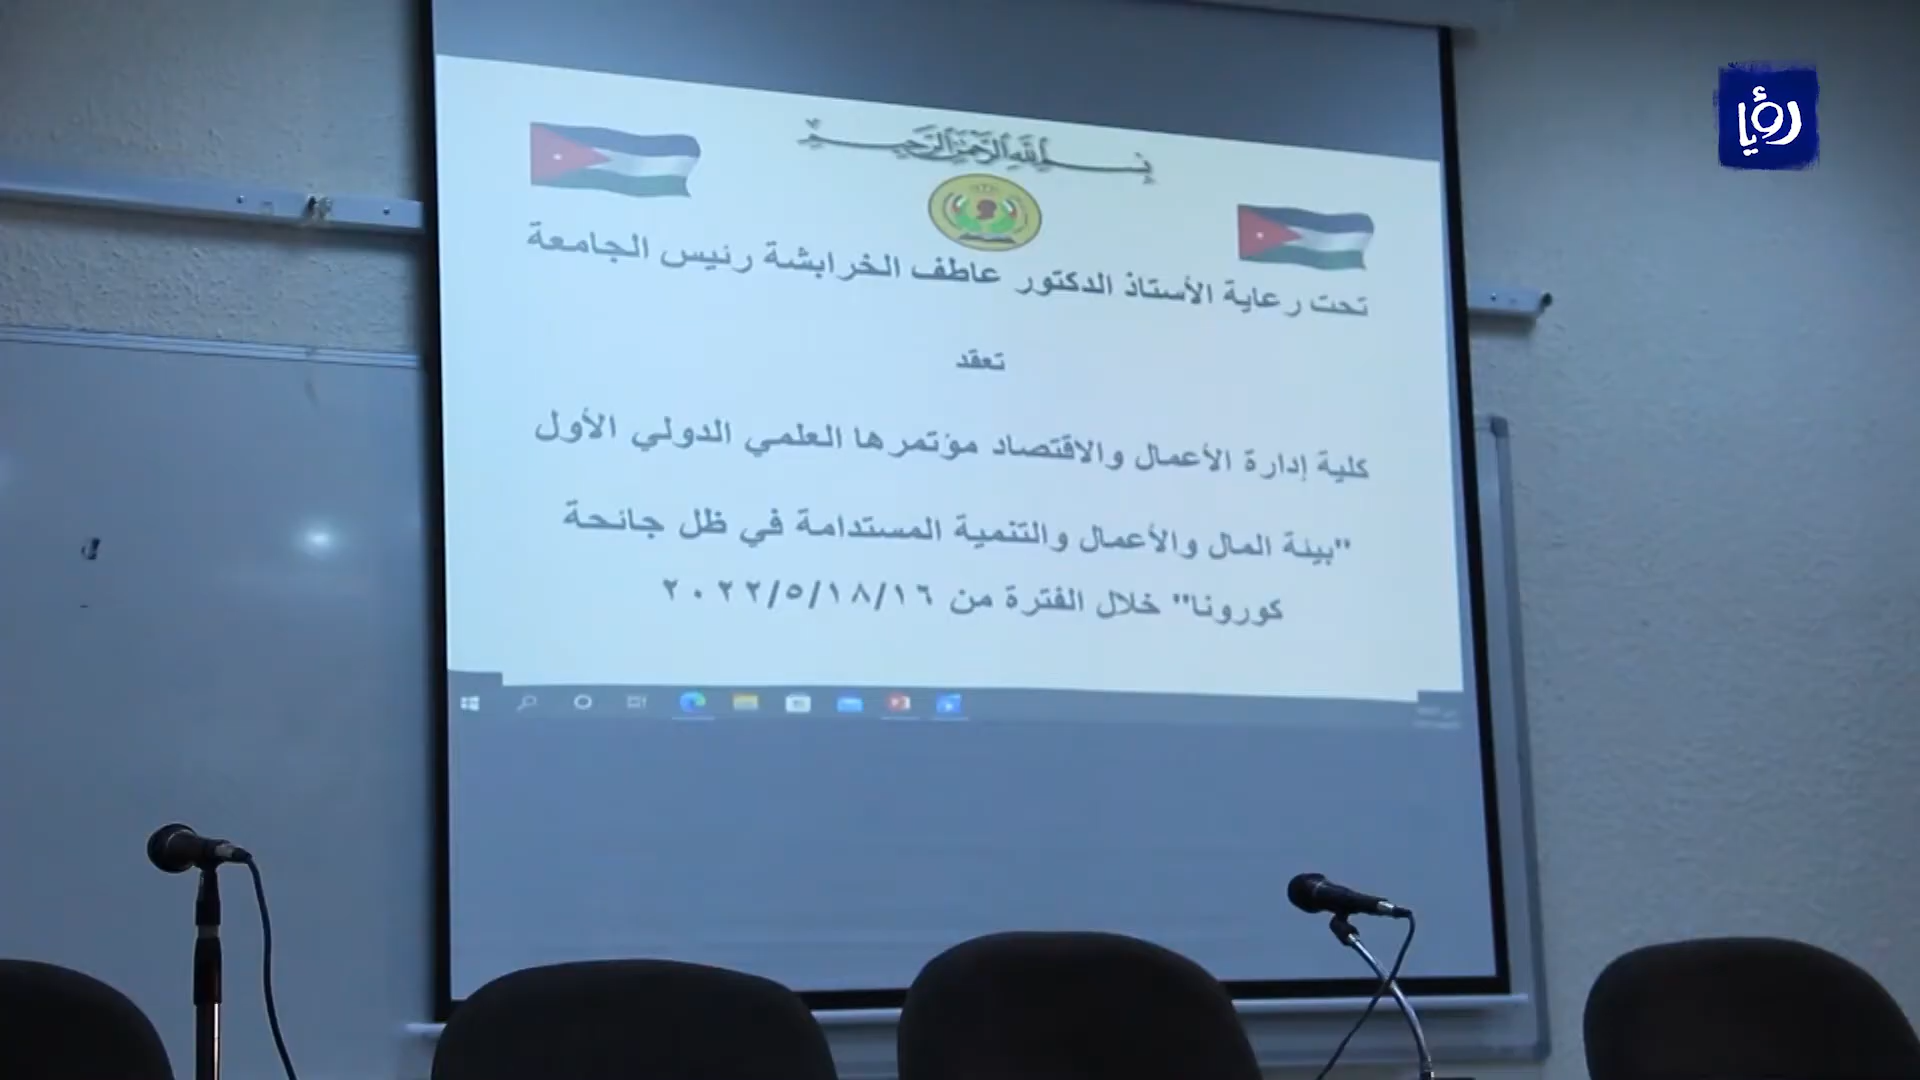 رؤيا
بسم الله الرحمن الرحيم
تحت رعاية الأستاذ الدكتور عاطف الخرابشة رئيس الجامعة
تعقد
كلية إدارة الأعمال والاقتصاد مؤتمرها العلمي الدولي الأول
"بيئة المال والأعمال والتنمية المستدامة في ظل جائحة
كورونا" خلال الفترة من ١٦/١٨/٥/٢٠٢٢